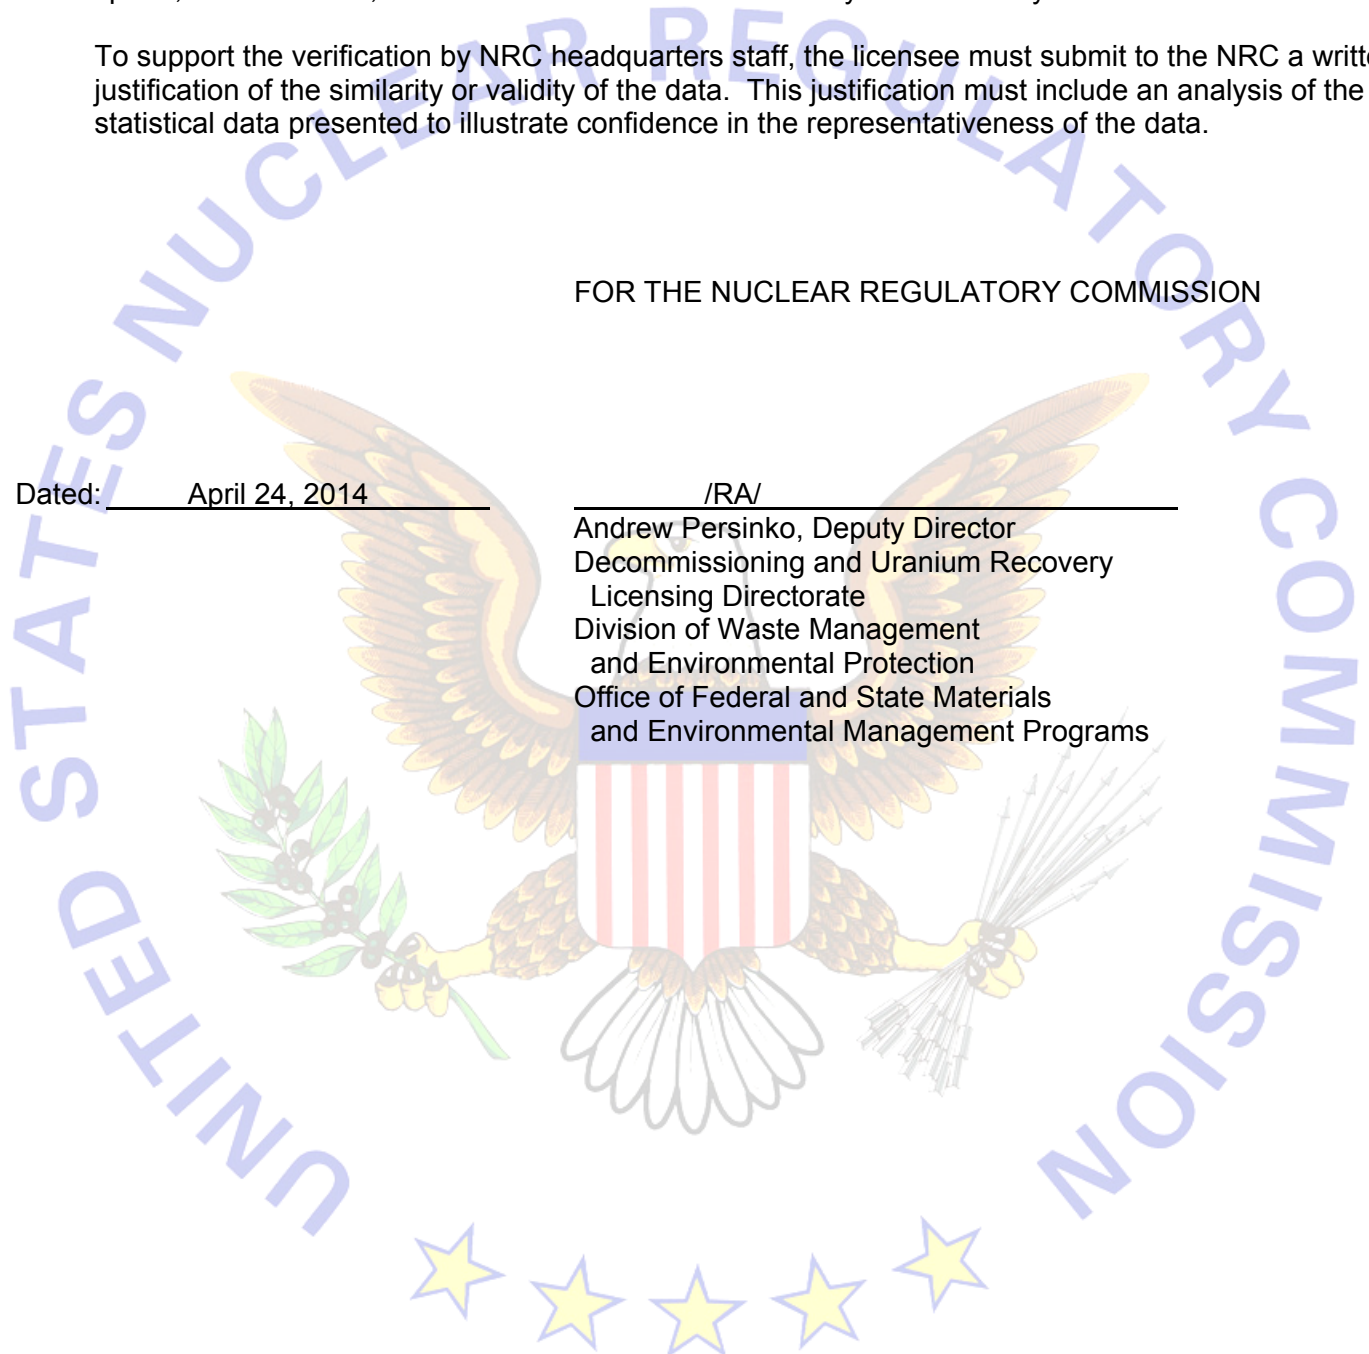 To support the verification by NRC headquarters staff, the licensee must submit to the NRC a writt
justification of the similarity or validity of the data.  This justification must include an analysis of the
statistical data presented to illustrate confidence in the representativeness of the data.
FOR THE NUCLEAR REGULATORY COMMISSION
Dated: April 24, 2014 /RA/
Andrew Persinko, Deputy Director
Decommissioning and Uranium Recovery
Licensing Directorate
Division of Waste Management
and Environmental Protection
Office of Federal and State Materials
and Environmental Management Programs
UNITED STATES NUCLEAR REGULATORY COMMISSION